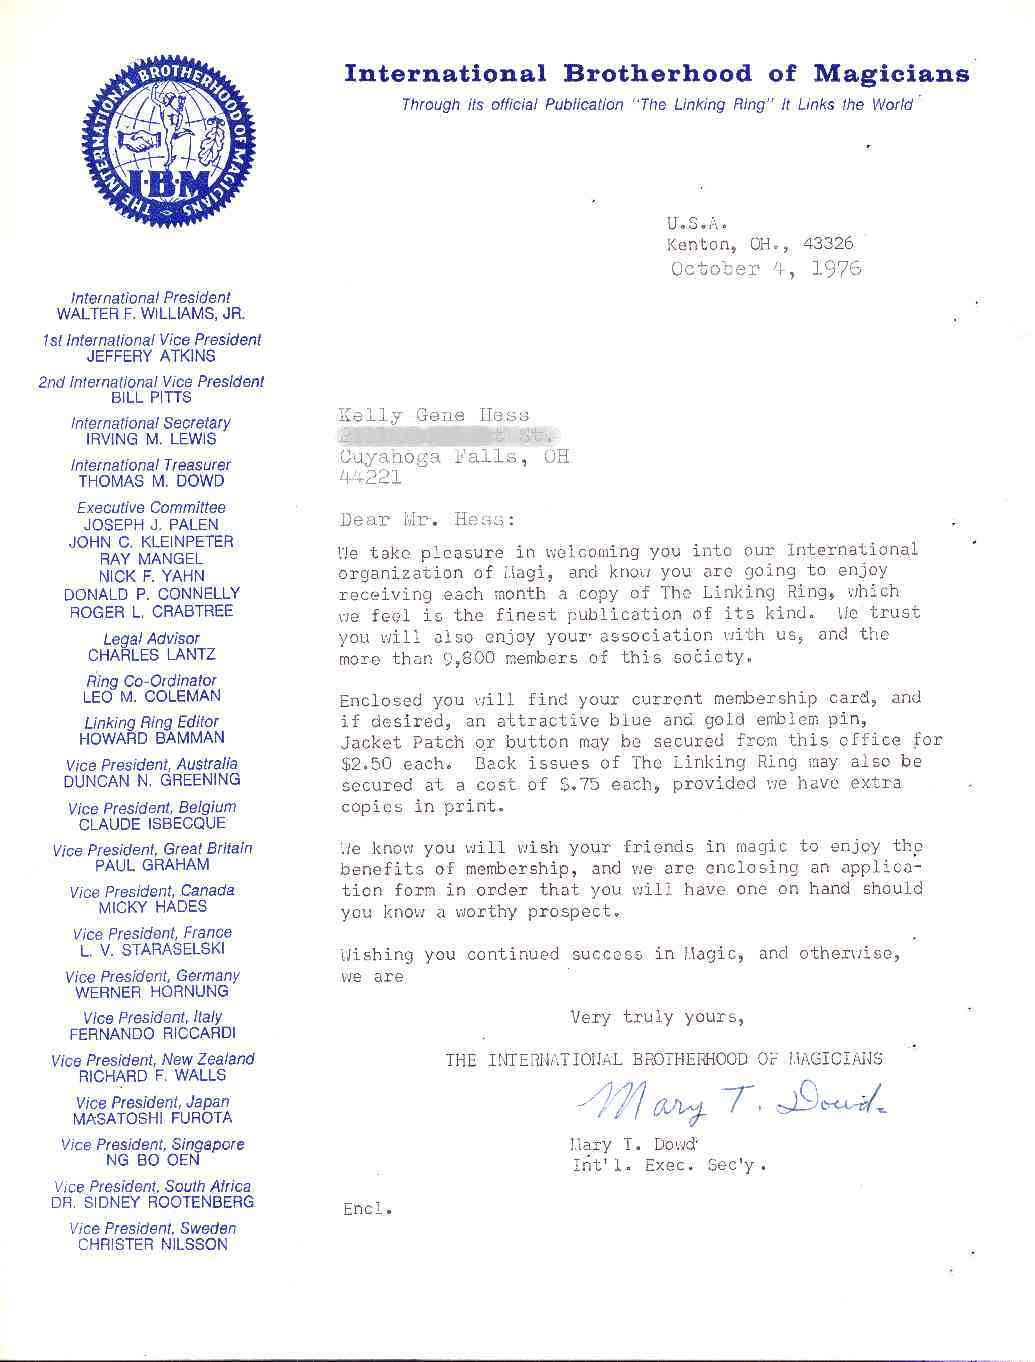 THE INTERNATIONAL BROTHERHOOD OF MAGICIANS
I·B·M
International Brotherhood of Magicians
Through its official Publication "The Linking Ring" It Links the World
U.S.A.
Kenton, OH., 43326
October 4, 1976
International President
WALTER F. WILLIAMS, JR.
1st International Vice President
JEFFERY ATKINS
2nd International Vice President
BILL PITTS
International Secretary
IRVING M. LEWIS
International Treasurer
THOMAS M. DOWD
Executive Committee
JOSEPH J. PALEN
JOHN C. KLEINPETER
RAY MANGEL
NICK F. YAHN
DONALD P. CONNELLY
ROGER L. CRABTREE
Legal Advisor
CHARLES LANTZ
Ring Co-Ordinator
LEO M. COLEMAN
Linking Ring Editor
HOWARD BAMMAN
Vice President, Australia
DUNCAN N. GREENING
Vice President, Belgium
CLAUDE ISBECQUE
Vice President, Great Britain
PAUL GRAHAM
Vice President, Canada
MICKY HADES
Vice President, France
L. V. STARASELSKI
Vice President, Germany
WERNER HORNUNG
Vice President, Italy
FERNANDO RICCARDI
Vice President, New Zealand
RICHARD F. WALLS
Vice President, Japan
MASATOSHI FUROTA
Vice President, Singapore
NG BO OEN
Vice President, South Africa
DR. SIDNEY ROOTENBERG
Vice President, Sweden
CHRISTER NILSSON
Kelly Gene Hess
St.
Cuyahoga Falls, OH
44221
Dear Mr. Hess:
We take pleasure in welcoming you into our International
organization of Magi, and know you are going to enjoy
receiving each month a copy of The Linking Ring, which
we feel is the finest publication of its kind. We trust
you will also enjoy your association with us, and the
more than 9,800 members of this society.
Enclosed you will find your current membership card, and
if desired, an attractive blue and gold emblem pin,
Jacket Patch or button may be secured from this office for
$2.50 each. Back issues of The Linking Ring may also be
secured at a cost of $.75 each, provided we have extra
copies in print.
We know you will wish your friends in magic to enjoy the
benefits of membership, and we are enclosing an applica-
tion form in order that you will have one on hand should
you know a worthy prospect.
Wishing you continued success in Magic, and otherwise,
we are
Very truly yours,
THE INTERNATIONAL BROTHERHOOD OF MAGICIANS
Mary T. Dowd.
Mary T. Dowd
Int'l. Exec. Sec'y.
Encl.